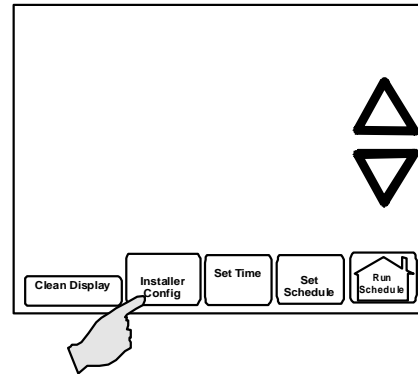 Clean Display
Installer
Config
Set Time
Set
Schedule
Run
Schedule